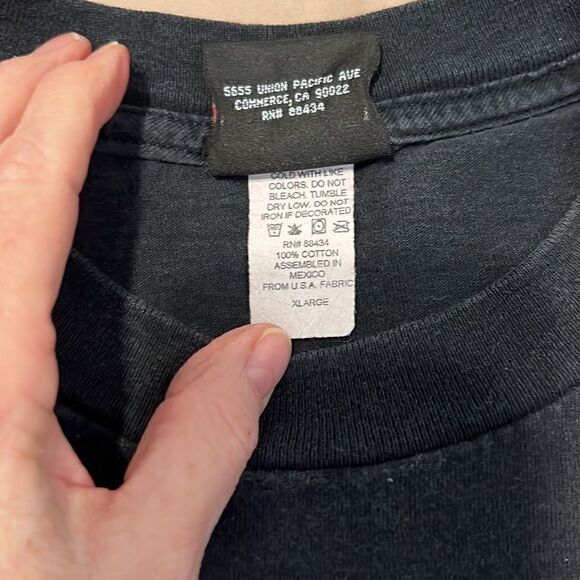 5655 UNION PACIFIC AVE
COMMERCE, CA 90022
RN# 88434
COLD WITH LIKE
COLORS. DO NOT
BLEACH. TUMBLE
DRY LOW. DO NOT
IRON IF DECORATED
RN# 88434
100% COTTON
ASSEMBLED IN
MEXICO
FROM U.S.A. FABRIC
XLARGE